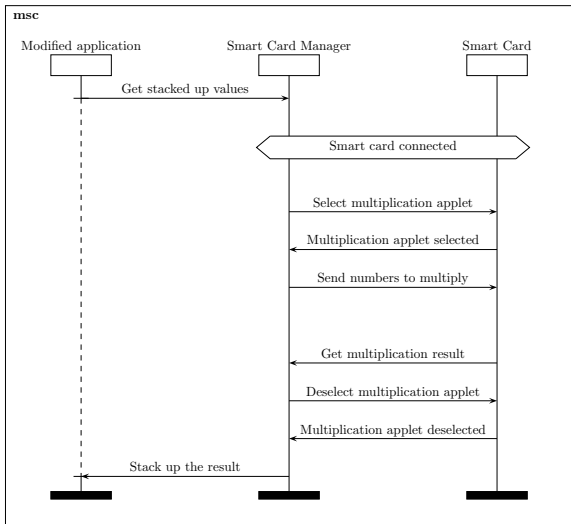 msc
Modified application
Smart Card Manager
Smart Card
Get stacked up values
Smart card connected
Select multiplication applet
Multiplication applet selected
Send numbers to multiply
Get multiplication result
Deselect multiplication applet
Multiplication applet deselected
Stack up the result